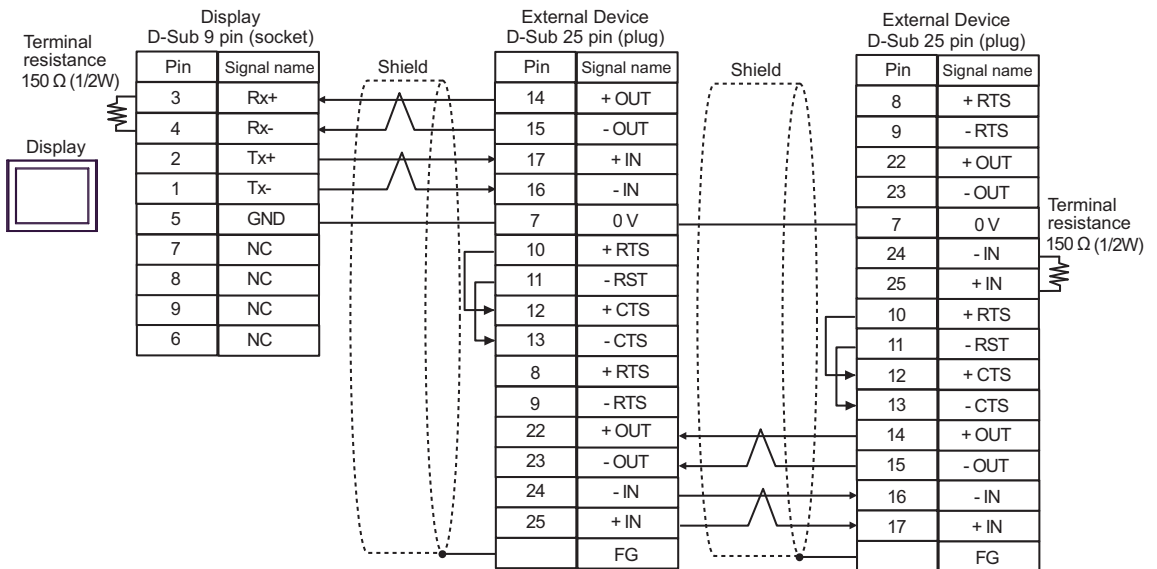 Display
D-Sub 9 pin (socket)
External Device
D-Sub 25 pin (plug)
External Device
D-Sub 25 pin (plug)
Terminal
resistance
150 Ω (1/2W)
Display
Pin Signal name
3 Rx+
4 Rx-
2 Tx+
1 Tx-
5 GND
7 NC
8 NC
9 NC
6 NC
Shield
Pin Signal name
14 + OUT
15 - OUT
17 + IN
16 - IN
7 0 V
10 + RTS
11 - RST
12 + CTS
13 - CTS
8 + RTS
9 - RTS
22 + OUT
23 - OUT
24 - IN
25 + IN
FG
Shield
Pin Signal name
8 + RTS
9 - RTS
22 + OUT
23 - OUT
7 0 V
24 - IN
25 + IN
10 + RTS
11 - RST
12 + CTS
13 - CTS
14 + OUT
15 - OUT
16 - IN
17 + IN
FG
Terminal
resistance
150 Ω (1/2W)